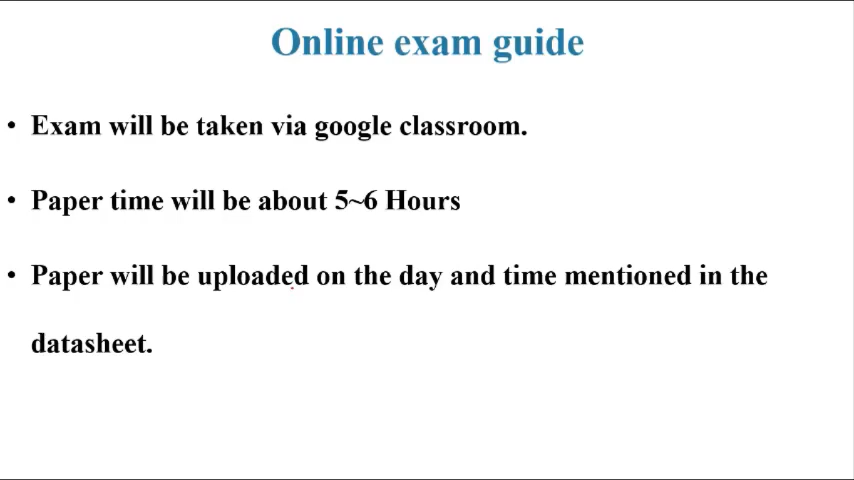 Online exam guide
• Exam will be taken via google classroom.
• Paper time will be about 5~6 Hours
• Paper will be uploaded on the day and time mentioned in the
datasheet.